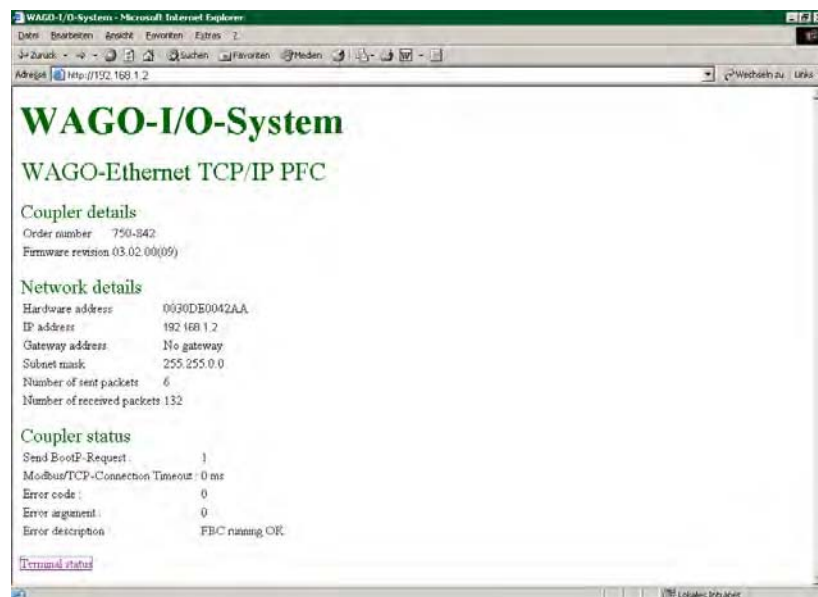 WAGO-I/O-System - Microsoft Internet Explorer
Datei Bearbeiten Ansicht Favoriten Extras ?
Zurück Suchen Favoriten Medien
Adresse http://192.168.1.2 Wechseln zu Links
WAGO-I/O-System
WAGO-Ethernet TCP/IP PFC
Coupler details
Order number 750-842
Firmware revision 03.02.00(09)
Network details
Hardware address 0030DE0042AA
IP address 192.168.1.2
Gateway address No gateway
Subnet mask 255.255.0.0
Number of sent packets 6
Number of received packets 132
Coupler status
Send BootP-Request : 1
Modbus/TCP-Connection Timeout : 0 ms
Error code : 0
Error argument : 0
Error description : FBC running OK
Terminal status
Lokales Intranet